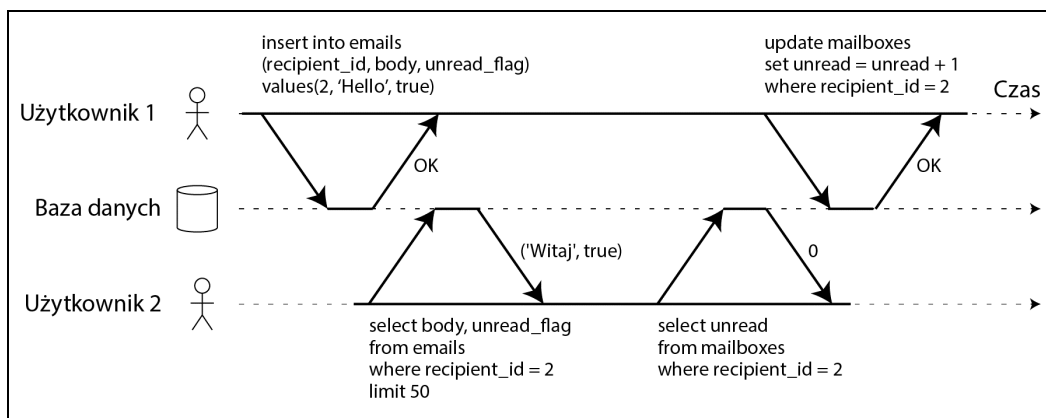 insert into emails
(recipient_id, body, unread_flag)
values(2, ‘Hello’, true)
update mailboxes
set unread = unread + 1
where recipient_id = 2
Czas
Użytkownik 1
OK
OK
Baza danych
('Witaj', true)
0
Użytkownik 2
select body, unread_flag
from emails
where recipient_id = 2
limit 50
select unread
from mailboxes
where recipient_id = 2